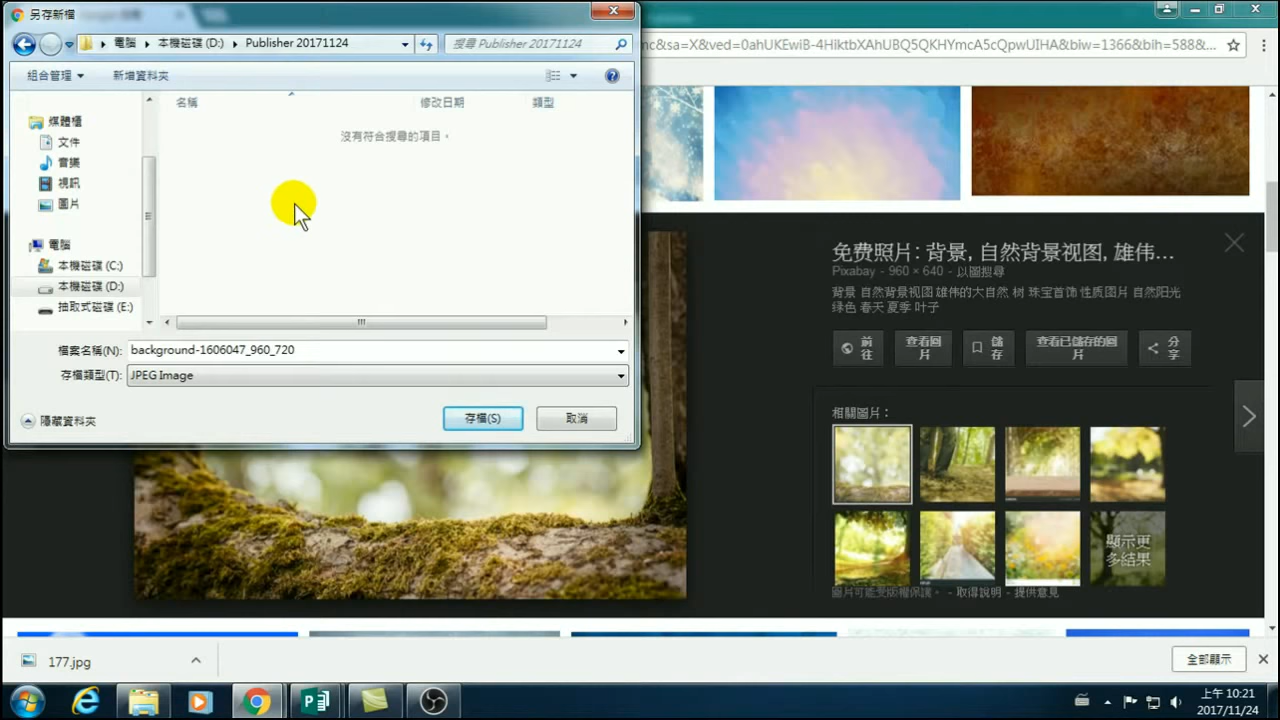 另存新檔
電腦 ▸ 本機磁碟 (D:) ▸ Publisher 20171124
搜尋 Publisher 20171124
組合管理 ▼
新增資料夾
名稱
修改日期
類型
沒有符合搜尋的項目。
媒體櫃
文件
音樂
視訊
圖片
電腦
本機磁碟 (C:)
本機磁碟 (D:)
抽取式磁碟 (E:)
檔案名稱(N):
background-1606047_960_720
存檔類型(T):
JPEG Image
隱藏資料夾
存檔(S)
取消
nc&sa=X&ved=0ahUKEwiB-4HiktbXAhUBQ5QKHYmcA5cQpwUIHA&biw=1366&bih=588&...
免费照片: 背景, 自然背景视图, 雄伟...
Pixabay - 960 × 640 - 以圖搜尋
背景 自然背景视图 雄伟的大自然 树 珠宝首饰 性质图片 自然阳光
绿色 春天 夏季 叶子
前往
查看圖片
儲存
查看已儲存的圖片
分享
相關圖片：
顯示更多結果
圖片可能受版權保護。 - 取得說明 - 提供意見
177.jpg
全部顯示
上午 10:21
2017/11/24